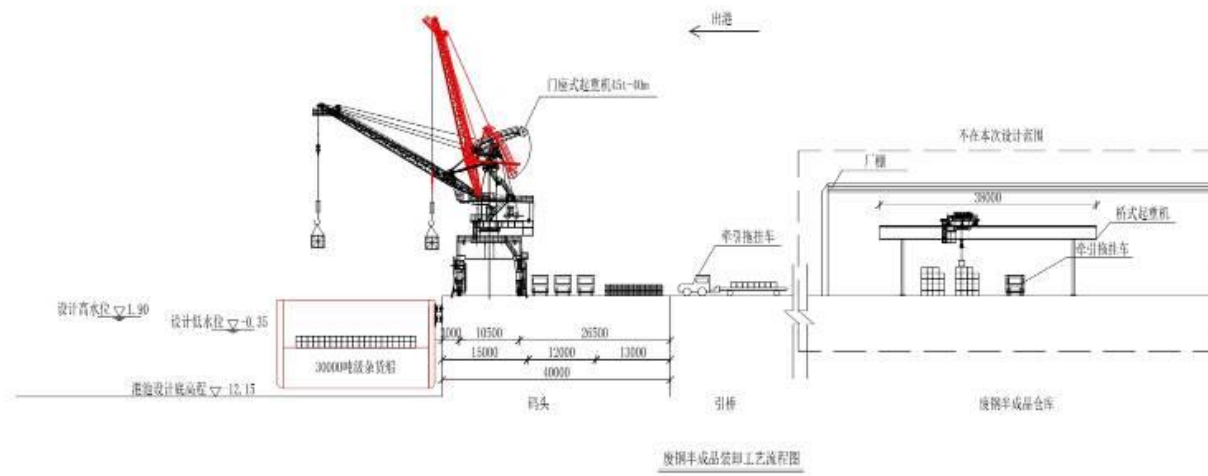 出港
门座式起重机45t-40m
不在本次设计范围
厂棚
38000
桥式起重机
牵引拖挂车
牵引拖挂车
设计高水位 1.90
设计低水位 -0.35
3000 10500 26500
30000吨级杂货船
15000 12000 13000
40000
港池设计底高程 -12.15
码头
引桥
废钢半成品仓库
废钢半成品装卸工艺流程图